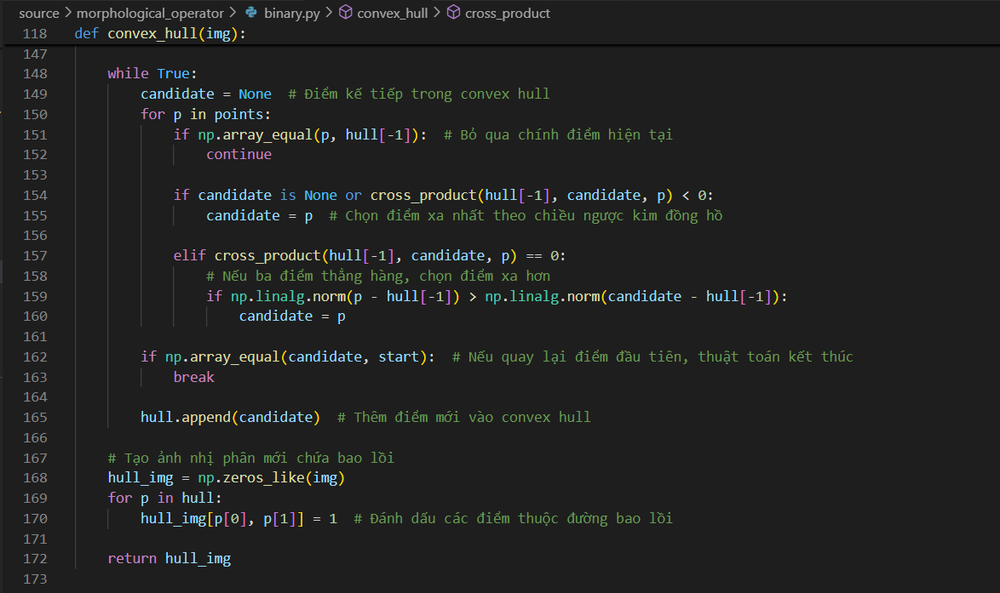 source > morphological_operator > binary.py > convex_hull > cross_product
118 def convex_hull(img):
147
148 while True:
149 candidate = None # Điểm kế tiếp trong convex hull
150 for p in points:
151 if np.array_equal(p, hull[-1]): # Bỏ qua chính điểm hiện tại
152 continue
153
154 if candidate is None or cross_product(hull[-1], candidate, p) < 0:
155 candidate = p # Chọn điểm xa nhất theo chiều ngược kim đồng hồ
156
157 elif cross_product(hull[-1], candidate, p) == 0:
158 # Nếu ba điểm thẳng hàng, chọn điểm xa hơn
159 if np.linalg.norm(p - hull[-1]) > np.linalg.norm(candidate - hull[-1]):
160 candidate = p
161
162 if np.array_equal(candidate, start): # Nếu quay lại điểm đầu tiên, thuật toán kết thúc
163 break
164
165 hull.append(candidate) # Thêm điểm mới vào convex hull
166
167 # Tạo ảnh nhị phân mới chứa bao lồi
168 hull_img = np.zeros_like(img)
169 for p in hull:
170 hull_img[p[0], p[1]] = 1 # Đánh dấu các điểm thuộc đường bao lồi
171
172 return hull_img
173